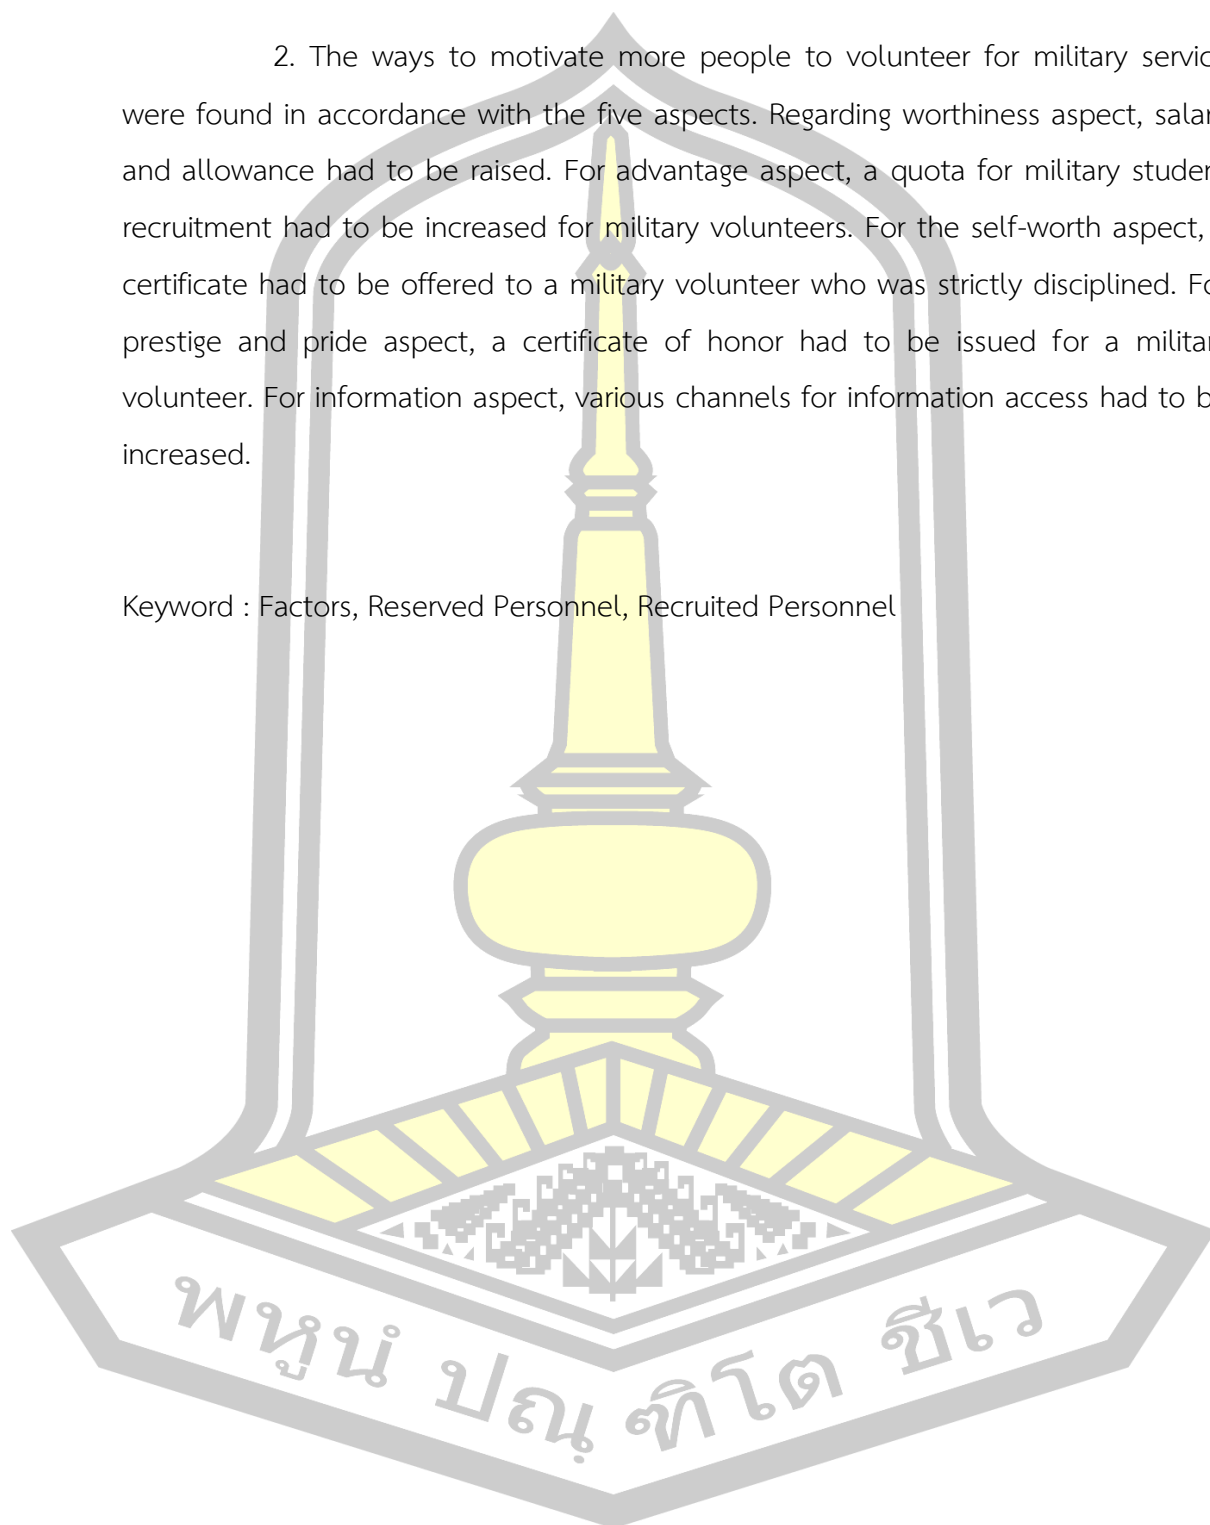 2. The ways to motivate more people to volunteer for military servic
were found in accordance with the five aspects. Regarding worthiness aspect, salar
and allowance had to be raised. For advantage aspect, a quota for military studen
recruitment had to be increased for military volunteers. For the self-worth aspect,
certificate had to be offered to a military volunteer who was strictly disciplined. Fo
prestige and pride aspect, a certificate of honor had to be issued for a militar
volunteer. For information aspect, various channels for information access had to b
increased.
Keyword : Factors, Reserved Personnel, Recruited Personnel
พหูนํ ปณฺฑิโต ชีเว